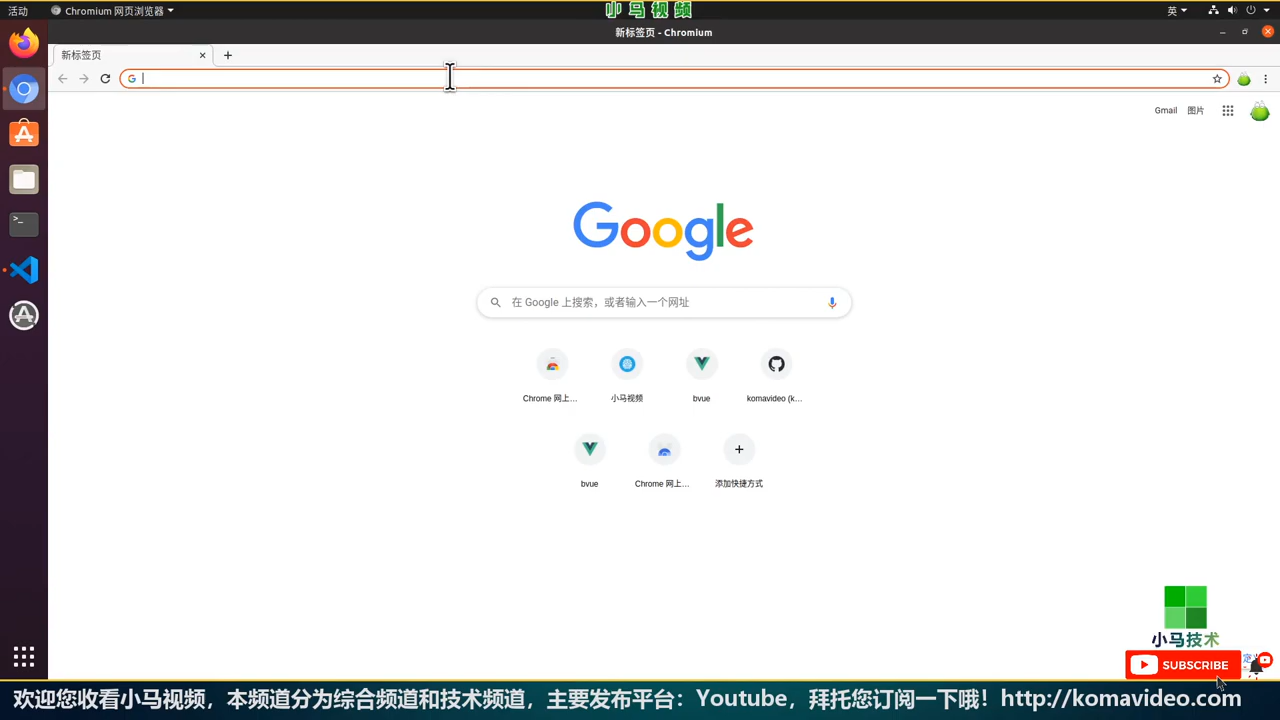 活动
Chromium 网页浏览器
小马视频
英
新标签页 - Chromium
新标签页
Gmail
图片
Google
在 Google 上搜索，或者输入一个网址
Chrome 网上...
小马视频
bvue
komavideo (k...
bvue
Chrome 网上...
添加快捷方式
小马技术
SUBSCRIBE
欢迎您收看小马视频，本频道分为综合频道和技术频道，主要发布平台：Youtube，拜托您订阅一下哦！http://komavideo.com